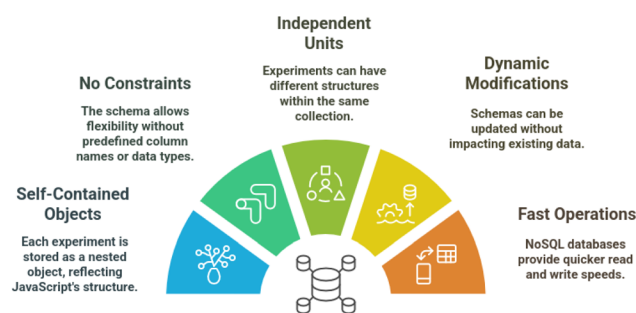 Independent
Units
Experiments can have
different structures
within the same
collection.
No Constraints
The schema allows
flexibility without
predefined column
names or data types.
Dynamic
Modifications
Schemas can be
updated without
impacting existing data.
Self-Contained
Objects
Each experiment is
stored as a nested
object, reflecting
JavaScript's structure.
Fast Operations
NoSQL databases
provide quicker read
and write speeds.